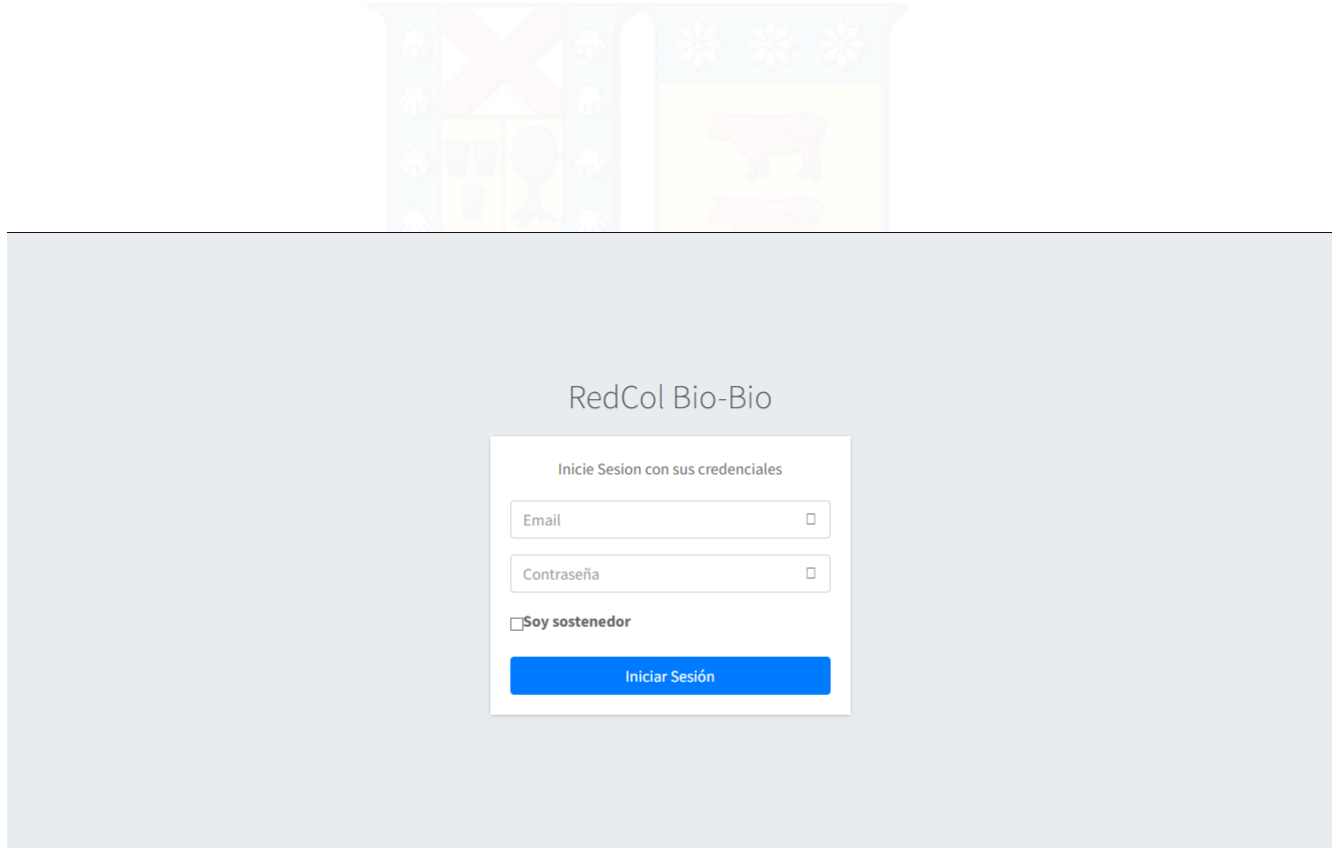 RedCol Bio-Bio
Inicie Sesion con sus credenciales
Email
Contraseña
Soy sostenedor
Iniciar Sesión